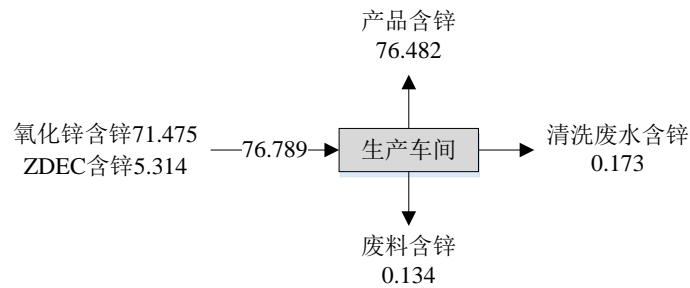 产品含锌
76.482
氧化锌含锌71.475
ZDEC含锌5.314
76.789
生产车间
清洗废水含锌
0.173
废料含锌
0.134